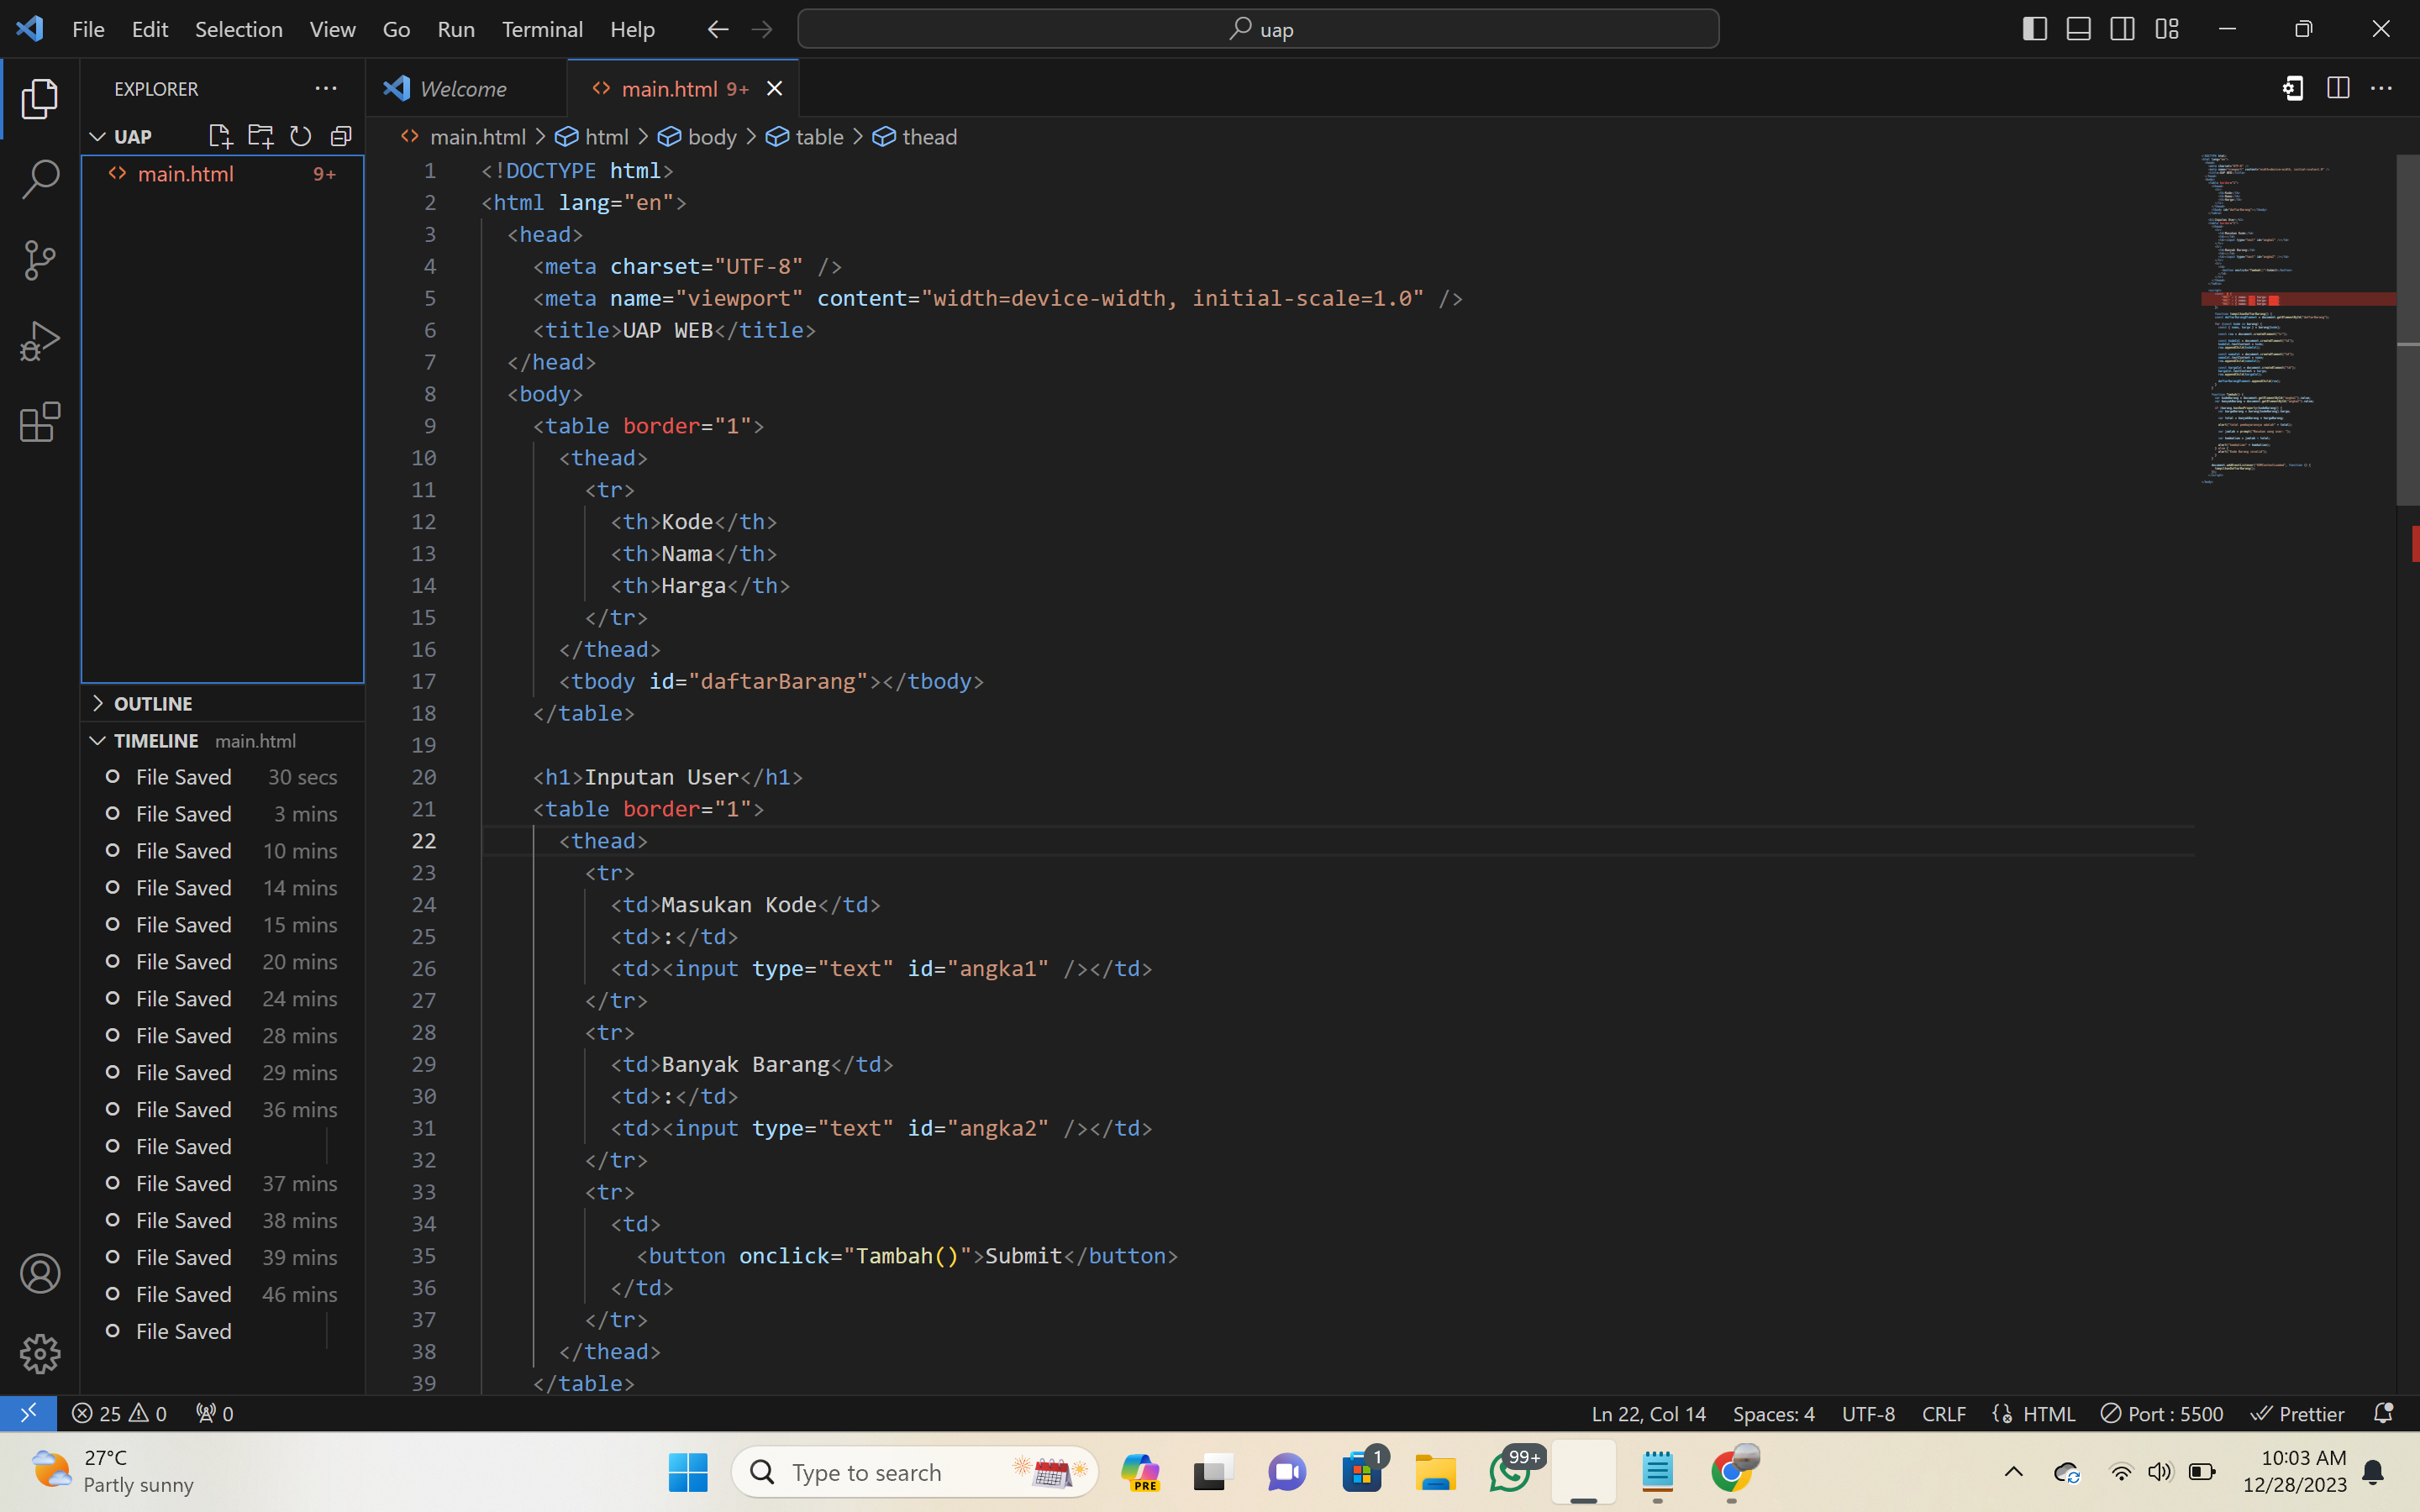 File Edit Selection View Go Run Terminal Help
uap
EXPLORER
Welcome
main.html 9+
UAP
main.html > html > body > table > thead
main.html 9+
1 <!DOCTYPE html>
2 <html lang="en">
3 <head>
4 <meta charset="UTF-8" />
5 <meta name="viewport" content="width=device-width, initial-scale=1.0" />
6 <title>UAP WEB</title>
7 </head>
8 <body>
9 <table border="1">
10 <thead>
11 <tr>
12 <th>Kode</th>
13 <th>Nama</th>
14 <th>Harga</th>
15 </tr>
16 </thead>
17 <tbody id="daftarBarang"></tbody>
18 </table>
19
20 <h1>Inputan User</h1>
21 <table border="1">
22 <thead>
23 <tr>
24 <td>Masukan Kode</td>
25 <td>:</td>
26 <td><input type="text" id="angka1" /></td>
27 </tr>
28 <tr>
29 <td>Banyak Barang</td>
30 <td>:</td>
31 <td><input type="text" id="angka2" /></td>
32 </tr>
33 <tr>
34 <td>
35 <button onclick="Tambah()">Submit</button>
36 </td>
37 </tr>
38 </thead>
39 </table>
OUTLINE
TIMELINE main.html
File Saved 30 secs
File Saved 3 mins
File Saved 10 mins
File Saved 14 mins
File Saved 15 mins
File Saved 20 mins
File Saved 24 mins
File Saved 28 mins
File Saved 29 mins
File Saved 36 mins
File Saved
File Saved 37 mins
File Saved 38 mins
File Saved 39 mins
File Saved 46 mins
File Saved
25 0 0
Ln 22, Col 14 Spaces: 4 UTF-8 CRLF HTML Port : 5500 Prettier
27°C
Partly sunny
Type to search
PRE
1
99+
10:03 AM
12/28/2023